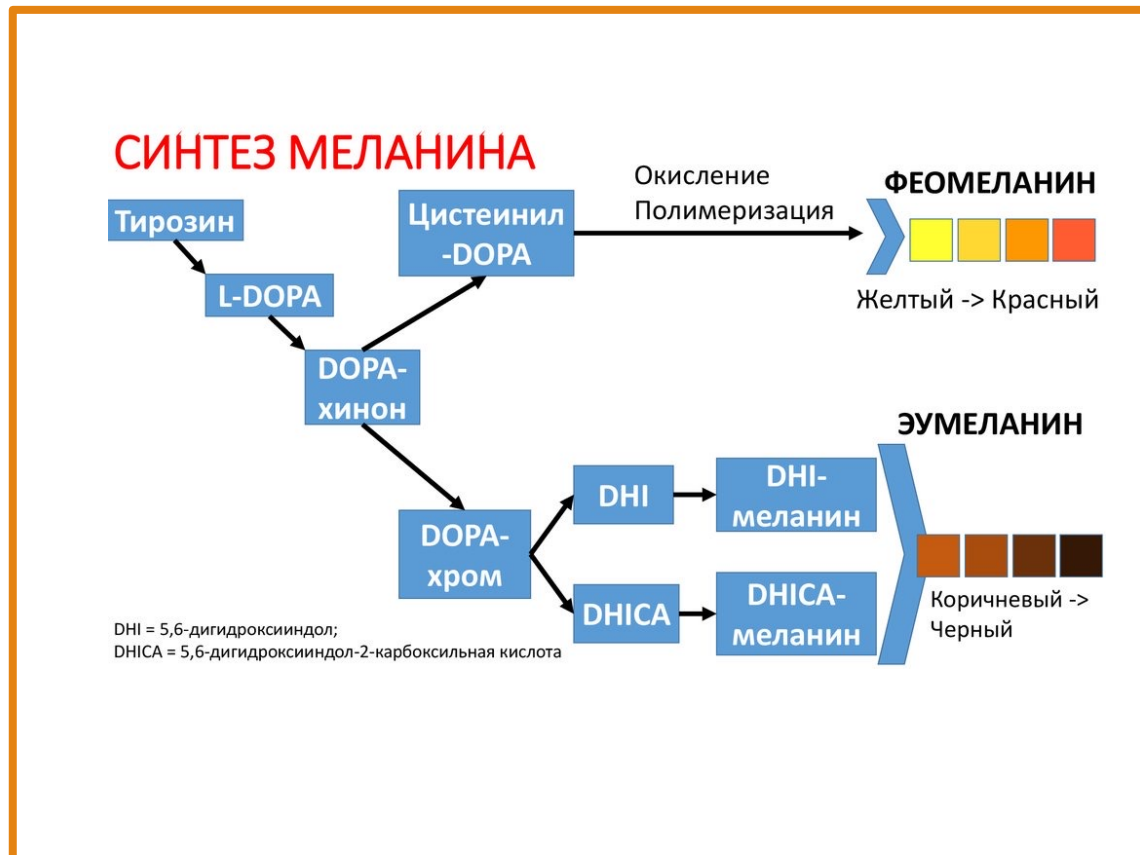 СИНТЕЗ МЕЛАНИНА
Тирозин
L-DOPA
DOPA-
хинон
Цистеинил
-DOPA
Окисление
Полимеризация
ФЕОМЕЛАНИН
Желтый -> Красный
DOPA-
хром
DHI
DHI-
меланин
DHICA
DHICA-
меланин
ЭУМЕЛАНИН
Коричневый ->
Черный
DHI = 5,6-дигидроксииндол;
DHICA = 5,6-дигидроксииндол-2-карбоксильная кислота